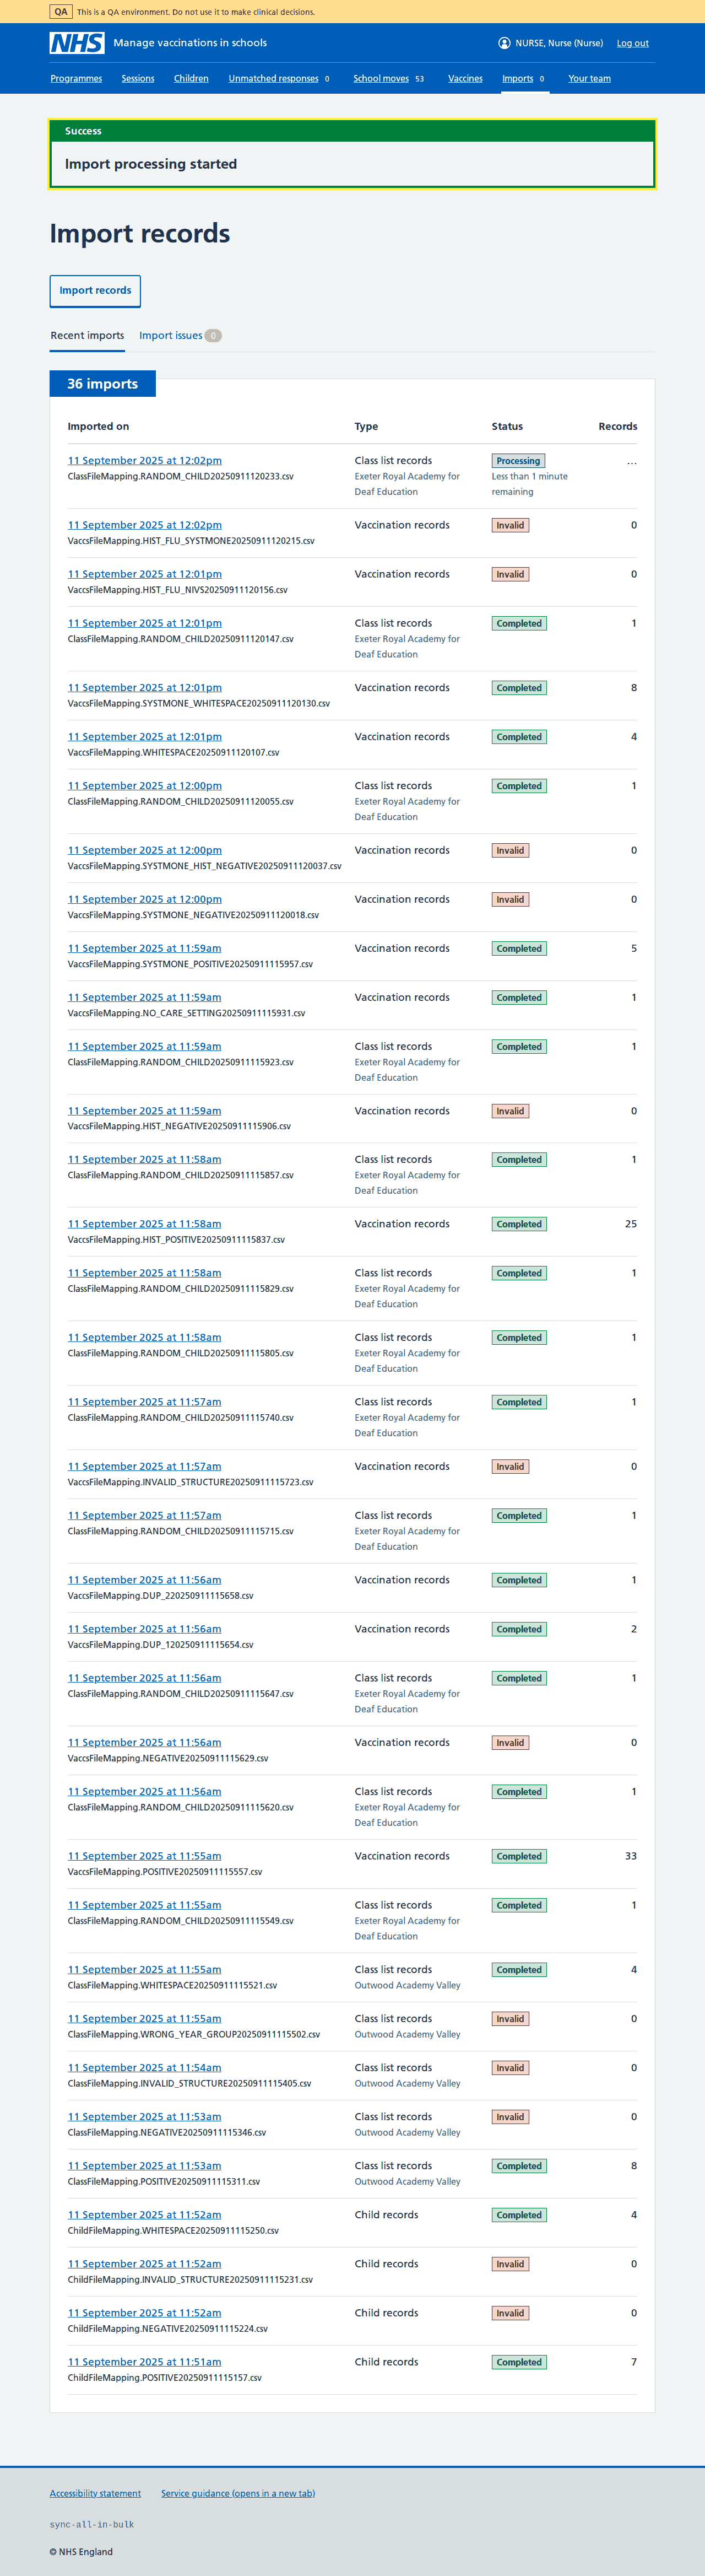 QA This is a QA environment. Do not use it to make clinical decisions.
NHS Manage vaccinations in schools NURSE, Nurse (Nurse) Log out
Programmes Sessions Children Unmatched responses 0 School moves 53 Vaccines Imports 0 Your team
Success
Import processing started
Import records
Import records
Recent imports Import issues 0
36 imports
Imported on Type Status Records
11 September 2025 at 12:02pm Class list records Processing ...
ClassFileMapping.RANDOM_CHILD20250911120233.csv Exeter Royal Academy for Less than 1 minute
Deaf Education remaining
11 September 2025 at 12:02pm Vaccination records Invalid 0
VaccsFileMapping.HIST_FLU_SYSTMONE20250911120215.csv
11 September 2025 at 12:01pm Vaccination records Invalid 0
VaccsFileMapping.HIST_FLU_NIVS20250911120156.csv
11 September 2025 at 12:01pm Class list records Completed 1
ClassFileMapping.RANDOM_CHILD20250911120147.csv Exeter Royal Academy for
Deaf Education
11 September 2025 at 12:01pm Vaccination records Completed 8
VaccsFileMapping.SYSTMONE_WHITESPACE20250911120130.csv
11 September 2025 at 12:01pm Vaccination records Completed 4
VaccsFileMapping.WHITESPACE20250911120107.csv
11 September 2025 at 12:00pm Class list records Completed 1
ClassFileMapping.RANDOM_CHILD20250911120055.csv Exeter Royal Academy for
Deaf Education
11 September 2025 at 12:00pm Vaccination records Invalid 0
VaccsFileMapping.SYSTMONE_HIST_NEGATIVE20250911120037.csv
11 September 2025 at 12:00pm Vaccination records Invalid 0
VaccsFileMapping.SYSTMONE_NEGATIVE20250911120018.csv
11 September 2025 at 11:59am Vaccination records Completed 5
VaccsFileMapping.SYSTMONE_POSITIVE20250911115957.csv
11 September 2025 at 11:59am Vaccination records Completed 1
VaccsFileMapping.NO_CARE_SETTING20250911115931.csv
11 September 2025 at 11:59am Class list records Completed 1
ClassFileMapping.RANDOM_CHILD20250911115923.csv Exeter Royal Academy for
Deaf Education
11 September 2025 at 11:59am Vaccination records Invalid 0
VaccsFileMapping.HIST_NEGATIVE20250911115906.csv
11 September 2025 at 11:58am Class list records Completed 1
ClassFileMapping.RANDOM_CHILD20250911115857.csv Exeter Royal Academy for
Deaf Education
11 September 2025 at 11:58am Vaccination records Completed 25
VaccsFileMapping.HIST_POSITIVE20250911115837.csv
11 September 2025 at 11:58am Class list records Completed 1
ClassFileMapping.RANDOM_CHILD20250911115829.csv Exeter Royal Academy for
Deaf Education
11 September 2025 at 11:58am Class list records Completed 1
ClassFileMapping.RANDOM_CHILD20250911115805.csv Exeter Royal Academy for
Deaf Education
11 September 2025 at 11:57am Class list records Completed 1
ClassFileMapping.RANDOM_CHILD20250911115740.csv Exeter Royal Academy for
Deaf Education
11 September 2025 at 11:57am Vaccination records Invalid 0
VaccsFileMapping.INVALID_STRUCTURE20250911115723.csv
11 September 2025 at 11:57am Class list records Completed 1
ClassFileMapping.RANDOM_CHILD20250911115715.csv Exeter Royal Academy for
Deaf Education
11 September 2025 at 11:56am Vaccination records Completed 1
VaccsFileMapping.DUP_220250911115658.csv
11 September 2025 at 11:56am Vaccination records Completed 2
VaccsFileMapping.DUP_120250911115654.csv
11 September 2025 at 11:56am Class list records Completed 1
ClassFileMapping.RANDOM_CHILD20250911115647.csv Exeter Royal Academy for
Deaf Education
11 September 2025 at 11:56am Vaccination records Invalid 0
VaccsFileMapping.NEGATIVE20250911115629.csv
11 September 2025 at 11:56am Class list records Completed 1
ClassFileMapping.RANDOM_CHILD20250911115620.csv Exeter Royal Academy for
Deaf Education
11 September 2025 at 11:55am Vaccination records Completed 33
VaccsFileMapping.POSITIVE20250911115557.csv
11 September 2025 at 11:55am Class list records Completed 1
ClassFileMapping.RANDOM_CHILD20250911115549.csv Exeter Royal Academy for
Deaf Education
11 September 2025 at 11:55am Class list records Completed 4
ClassFileMapping.WHITESPACE20250911115521.csv Outwood Academy Valley
11 September 2025 at 11:55am Class list records Invalid 0
ClassFileMapping.WRONG_YEAR_GROUP20250911115502.csv Outwood Academy Valley
11 September 2025 at 11:54am Class list records Invalid 0
ClassFileMapping.INVALID_STRUCTURE20250911115405.csv Outwood Academy Valley
11 September 2025 at 11:53am Class list records Invalid 0
ClassFileMapping.NEGATIVE20250911115346.csv Outwood Academy Valley
11 September 2025 at 11:53am Class list records Completed 8
ClassFileMapping.POSITIVE20250911115311.csv Outwood Academy Valley
11 September 2025 at 11:52am Child records Completed 4
ChildFileMapping.WHITESPACE20250911115250.csv
11 September 2025 at 11:52am Child records Invalid 0
ChildFileMapping.INVALID_STRUCTURE20250911115231.csv
11 September 2025 at 11:52am Child records Invalid 0
ChildFileMapping.NEGATIVE20250911115224.csv
11 September 2025 at 11:51am Child records Completed 7
ChildFileMapping.POSITIVE20250911115157.csv
Accessibility statement Service guidance (opens in a new tab)
sync-all-in-bulk
© NHS England